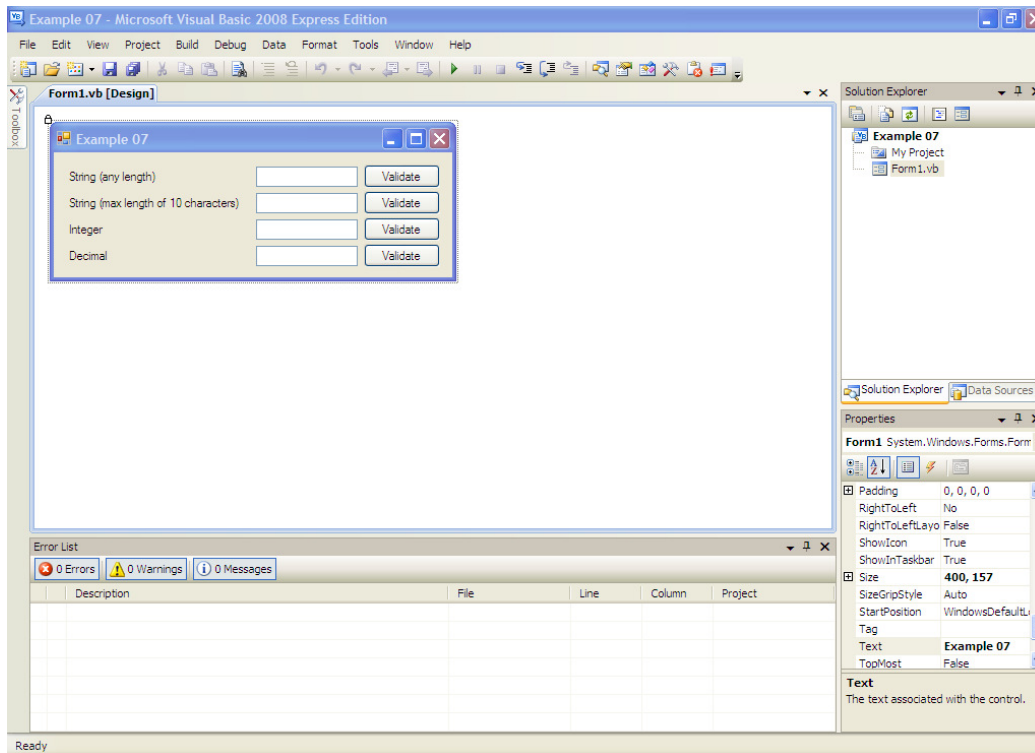 Example 07 - Microsoft Visual Basic 2008 Express Edition
File Edit View Project Build Debug Data Format Tools Window Help
Toolbox
Form1.vb [Design]
Example 07
String (any length) Validate
String (max length of 10 characters) Validate
Integer Validate
Decimal Validate
Solution Explorer
Example 07
My Project
Form1.vb
Solution Explorer Data Sources
Properties
Form1 System.Windows.Forms.Form
Padding 0, 0, 0, 0
RightToLeft No
RightToLeftLayo False
ShowIcon True
ShowInTaskbar True
Size 400, 157
SizeGripStyle Auto
StartPosition WindowsDefaultL
Tag
Text Example 07
TopMost False
Text
The text associated with the control.
Error List
0 Errors 0 Warnings 0 Messages
Description File Line Column Project
Ready